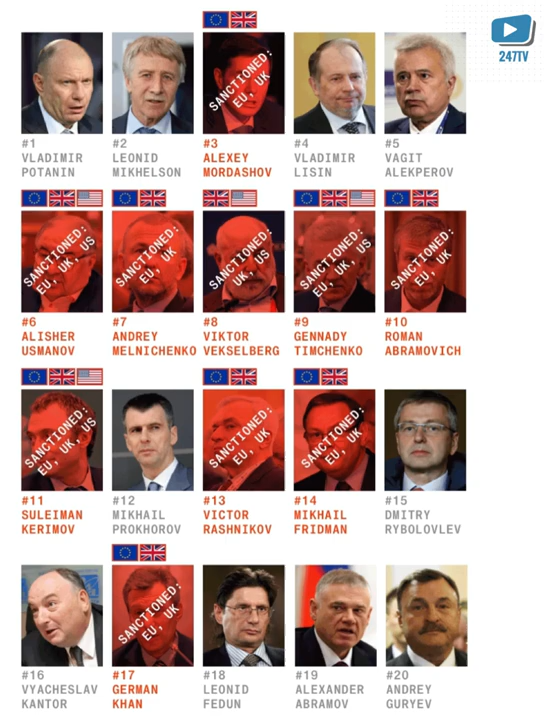 247TV
SANCTIONED:
EU, UK
#1
VLADIMIR
POTANIN
#2
LEONID
MIKHELSON
#3
ALEXEY
MORDASHOV
#4
VLADIMIR
LISIN
#5
VAGIT
ALEKPEROV
SANCTIONED:
EU, UK, US
SANCTIONED:
EU, UK
SANCTIONED:
UK, US
SANCTIONED:
EU, UK, US
SANCTIONED:
EU, UK
#6
ALISHER
USMANOV
#7
ANDREY
MELNICHENKO
#8
VIKTOR
VEKSELBERG
#9
GENNADY
TIMCHENKO
#10
ROMAN
ABRAMOVICH
SANCTIONED:
EU, UK, US
SANCTIONED:
EU, UK
SANCTIONED:
EU, UK
#11
SULEIMAN
KERIMOV
#12
MIKHAIL
PROKHOROV
#13
VICTOR
RASHNIKOV
#14
MIKHAIL
FRIDMAN
#15
DMITRY
RYBOLOVLEV
SANCTIONED:
EU, UK
#16
VYACHESLAV
KANTOR
#17
GERMAN
KHAN
#18
LEONID
FEDUN
#19
ALEXANDER
ABRAMOV
#20
ANDREY
GURYEV